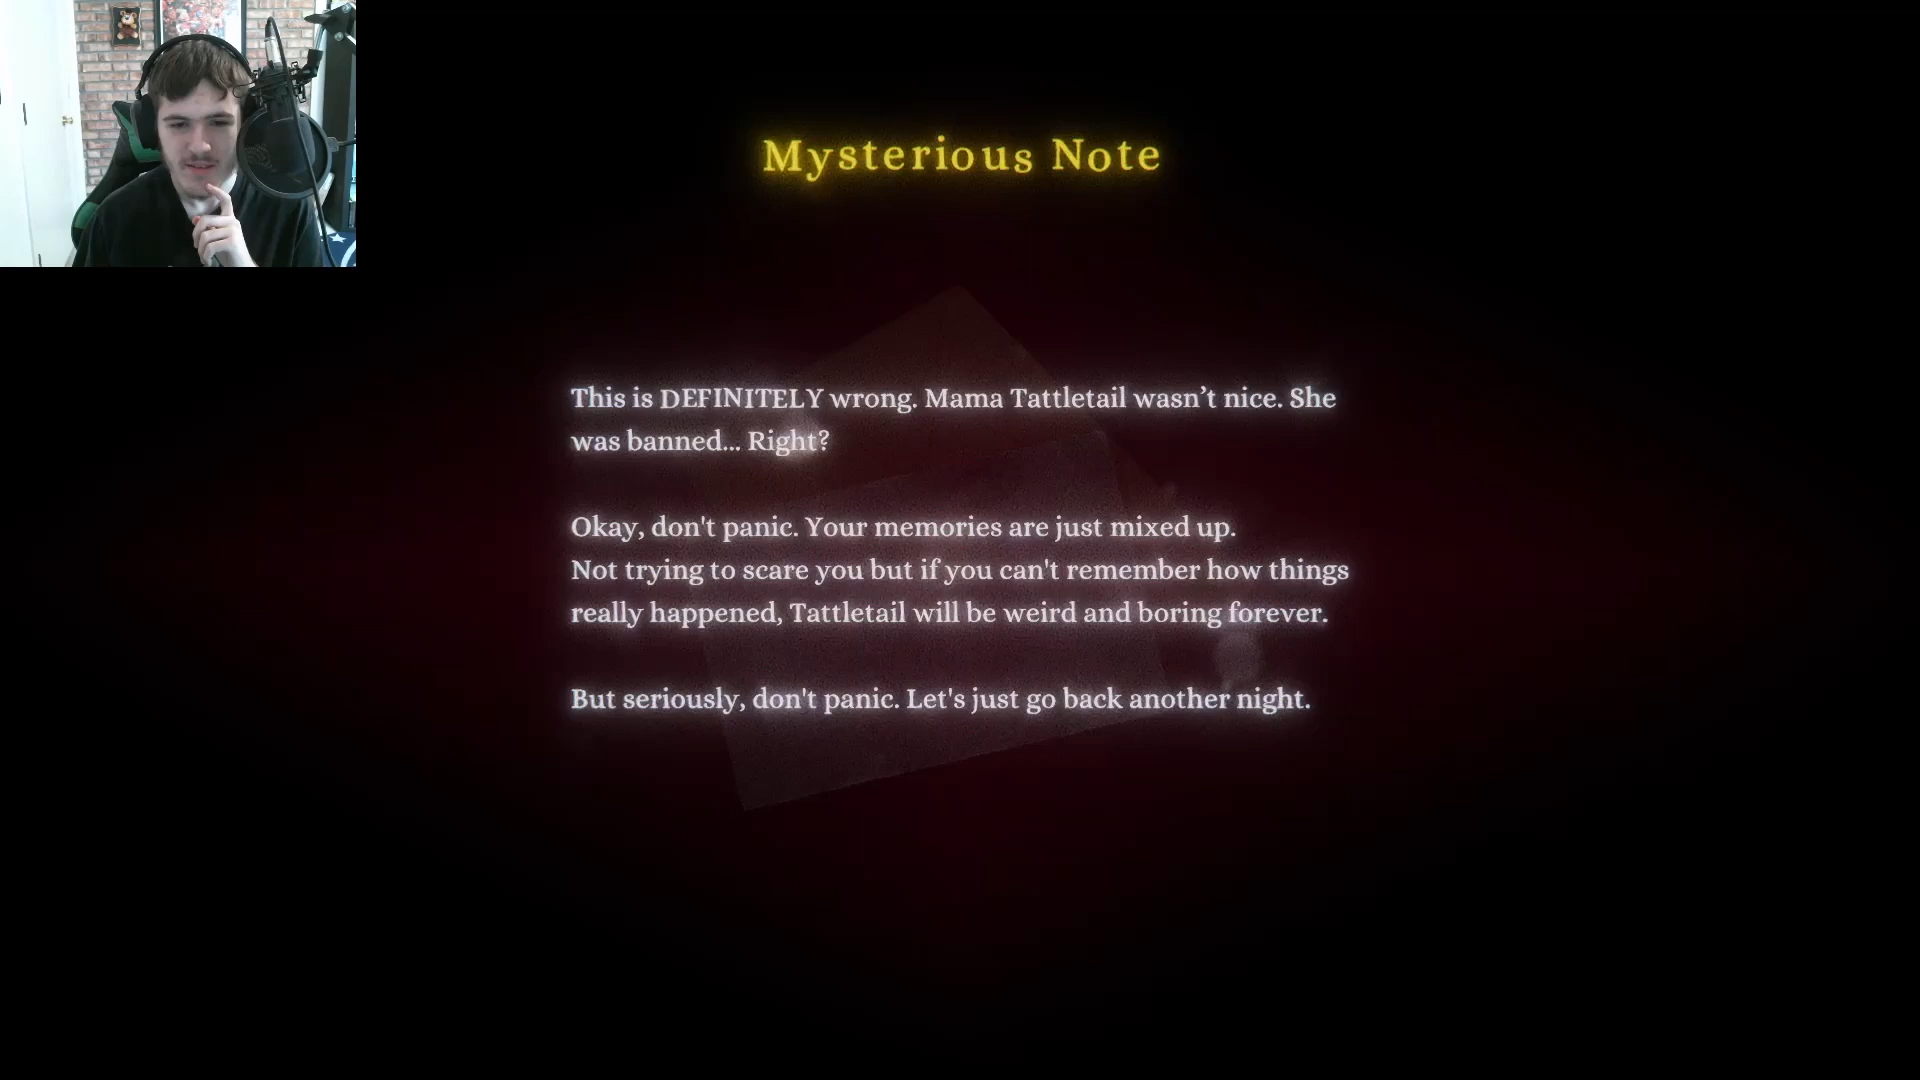 Mysterious Note
This is DEFINITELY wrong. Mama Tattletail wasn’t nice. She
was banned... Right?
Okay, don't panic. Your memories are just mixed up.
Not trying to scare you but if you can't remember how things
really happened, Tattletail will be weird and boring forever.
But seriously, don't panic. Let's just go back another night.